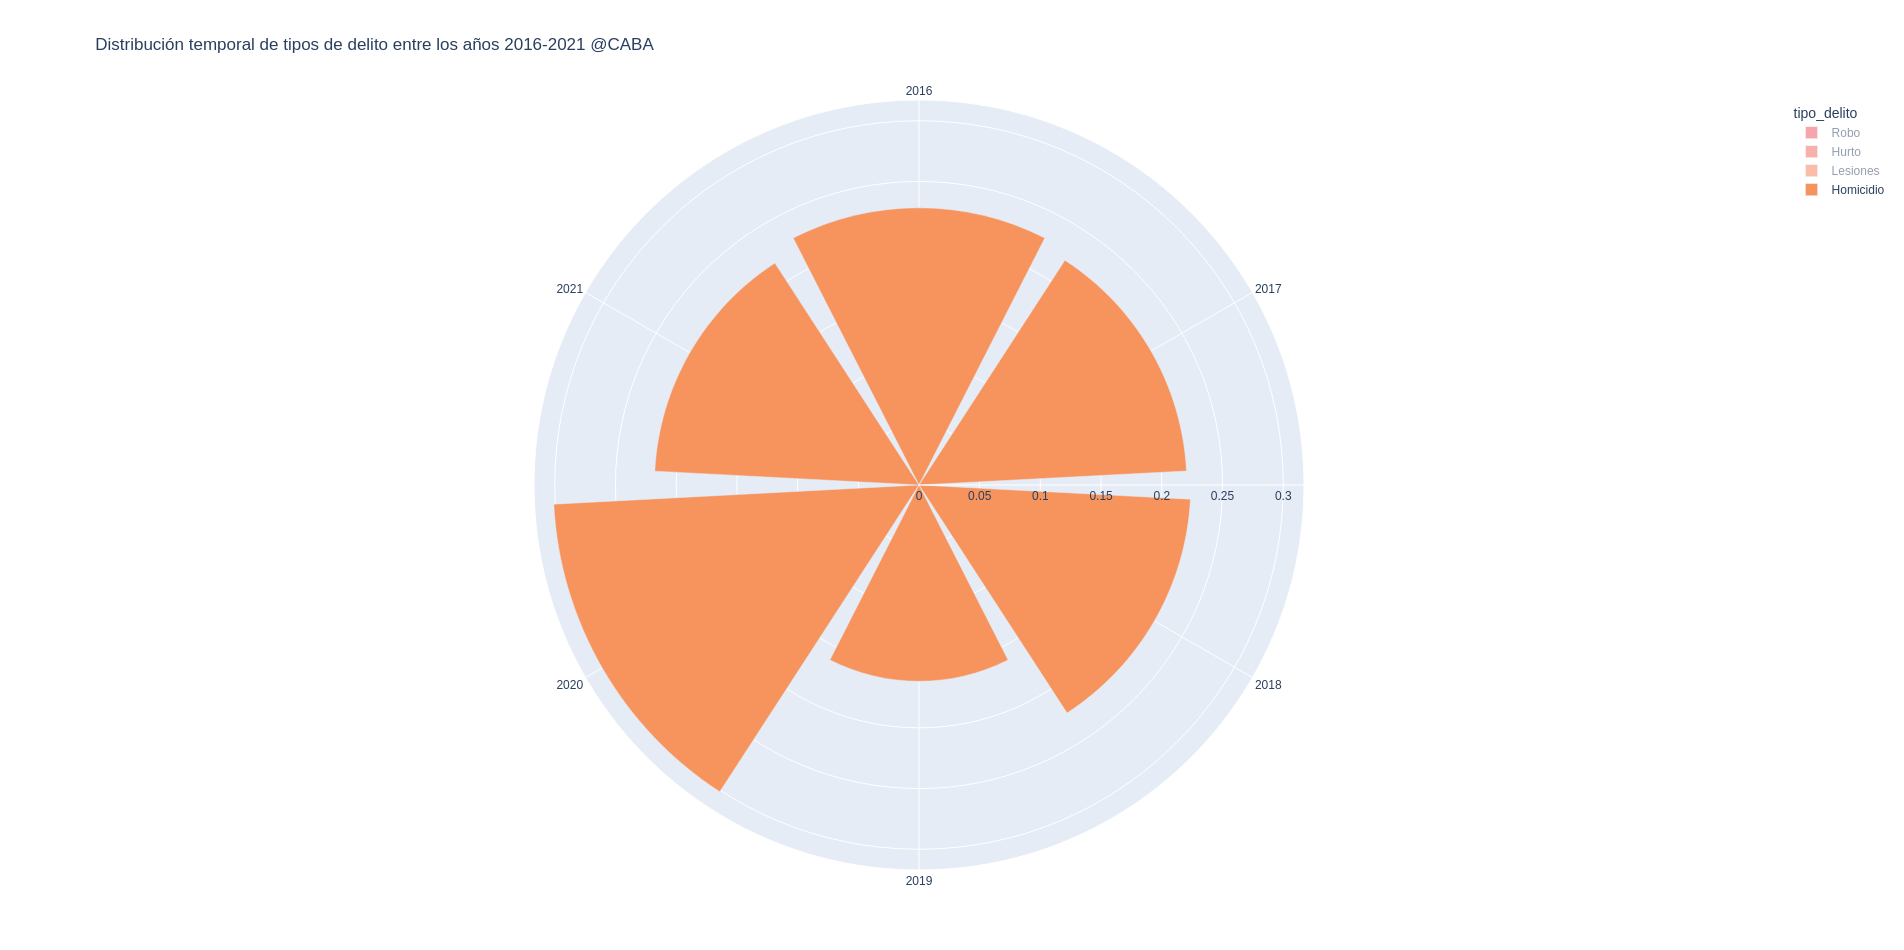 Distribución temporal de tipos de delito entre los años 2016-2021 @CABA
2016
tipo_delito
Robo
Hurto
Lesiones
Homicidio
2021
2017
0
0.05
0.1
0.15
0.2
0.25
0.3
2020
2018
2019